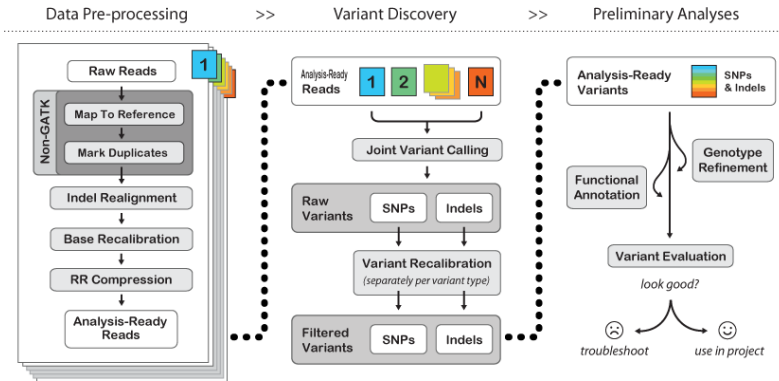 Data Pre-processing >> Variant Discovery >> Preliminary Analyses
Raw Reads
1
Non-GATK
Map To Reference
Mark Duplicates
Indel Realignment
Base Recalibration
RR Compression
Analysis-Ready
Reads
Analysis-Ready
Reads
1 2 N
Joint Variant Calling
Raw
Variants
SNPs Indels
Variant Recalibration
(separately per variant type)
Filtered
Variants
SNPs Indels
Analysis-Ready
Variants
SNPs
& Indels
Genotype
Refinement
Functional
Annotation
Variant Evaluation
look good?
troubleshoot use in project